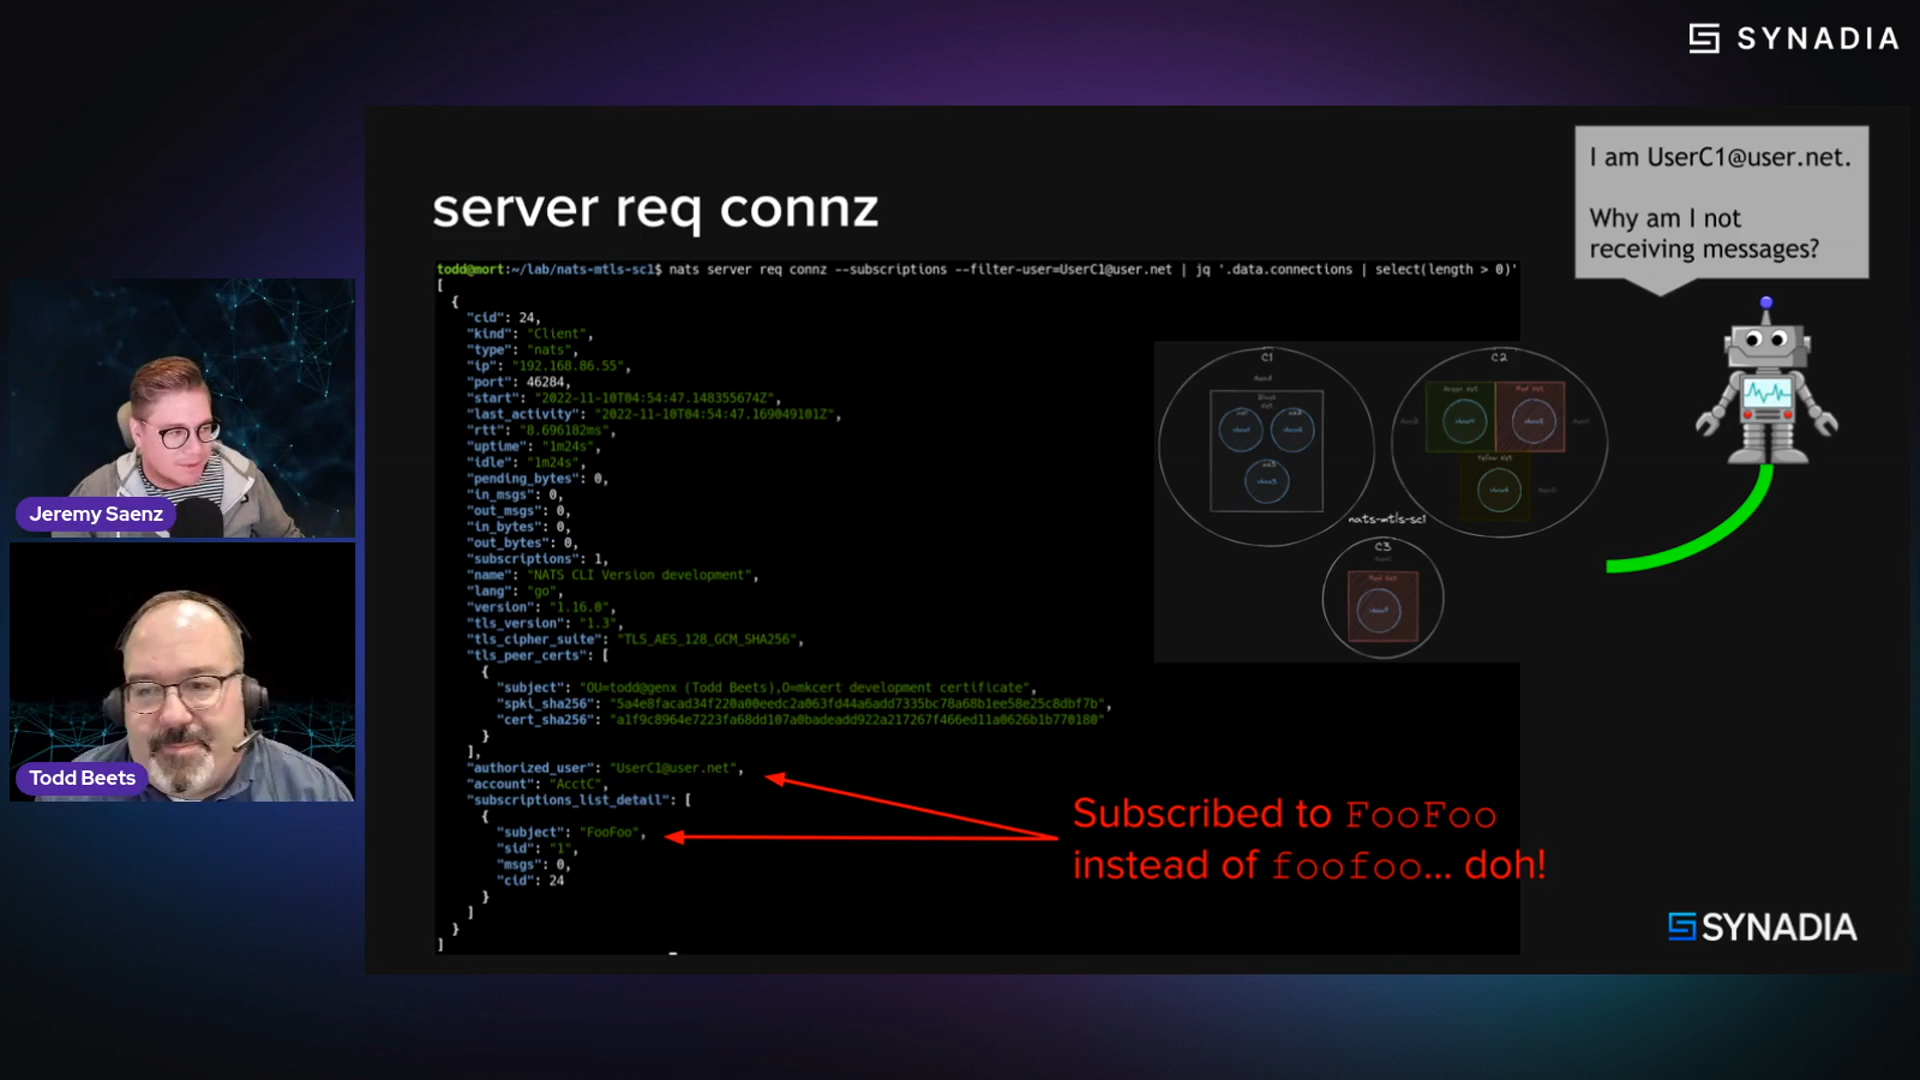 SYNADIA
I am UserC1@user.net.
Why am I not
receiving messages?
server req connz
todd@mort:~/lab/nats-mtls-sc1$ nats server req connz --subscriptions --filter-user=UserC1@user.net | jq '.data.connections | select(length > 0)'
[
{
"cid": 24,
"kind": "Client",
"type": "nats",
"ip": "192.168.86.55",
"port": 46284,
"start": "2022-11-10T04:54:47.148355674Z",
"last_activity": "2022-11-10T04:54:47.169049101Z",
"rtt": "8.696182ms",
"uptime": "1m24s",
"idle": "1m24s",
"pending_bytes": 0,
"in_msgs": 0,
"out_msgs": 0,
"in_bytes": 0,
"out_bytes": 0,
"subscriptions": 1,
"name": "NATS CLI Version development",
"lang": "go",
"version": "1.16.0",
"tls_version": "1.3",
"tls_cipher_suite": "TLS_AES_128_GCM_SHA256",
"tls_peer_certs": [
{
"subject": "OU=todd@genx (Todd Beets),O=mkcert development certificate",
"spki_sha256": "5a4e8facad34f220a00eedc2a063fd44a6add7335bc78a68b1ee58e25c8dbf7b",
"cert_sha256": "a1f9c8964e7223fa68dd107a0badeadd922a217267f466ed11a0626b1b770180"
}
],
"authorized_user": "UserC1@user.net",
"account": "AcctC",
"subscriptions_list_detail": [
{
"subject": "FooFoo",
"sid": "1",
"msgs": 0,
"cid": 24
}
]
}
]
C1
C2
nats-mtls-sc1
C3
Subscribed to FooFoo
instead of foofoo... doh!
SYNADIA
Jeremy Saenz
Todd Beets